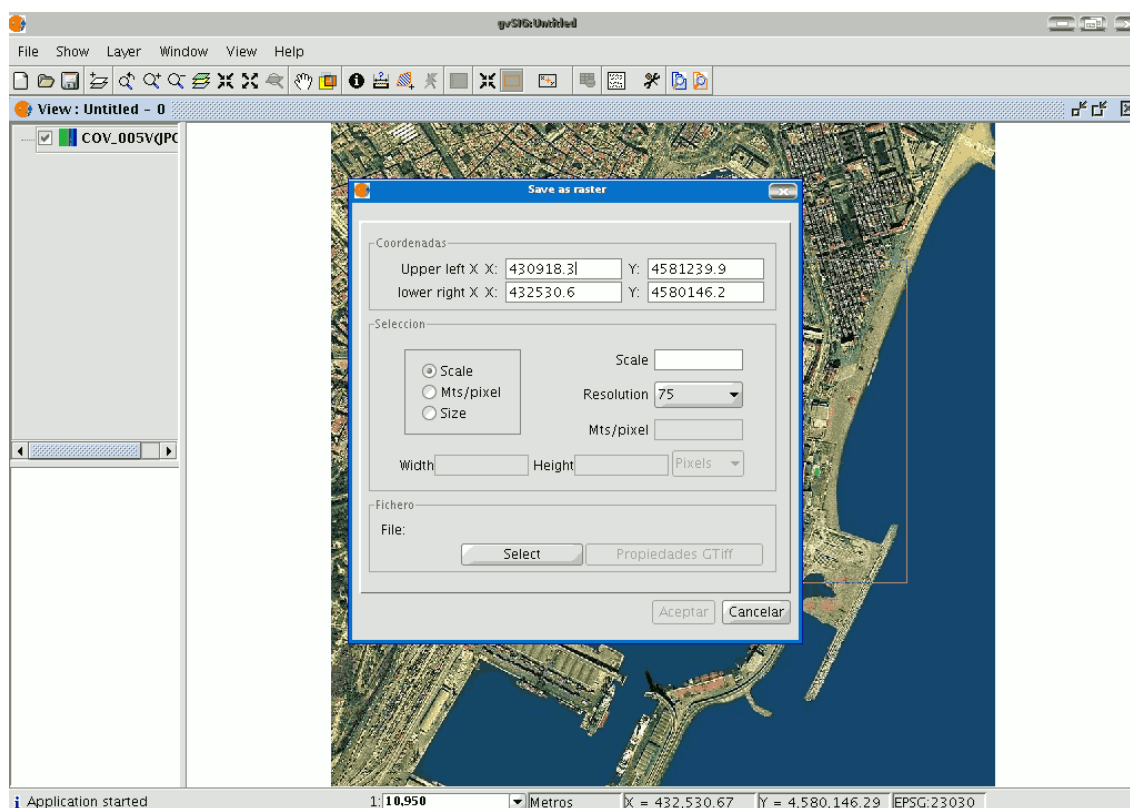 gvSIG:Untitled
File Show Layer Window View Help
View : Untitled - 0
COV_005V(JPG
Save as raster
Coordenadas
Upper left X X: 430918.3 Y: 4581239.9
lower right X X: 432530.6 Y: 4580146.2
Seleccion
Scale
Mts/pixel
Size
Scale
Resolution 75
Mts/pixel
Width Height Pixels
Fichero
File:
Select Propiedades GTiff
Aceptar Cancelar
Application started 1: 10,950 Metros X = 432,530.67 Y = 4,580,146.29 EPSG:23030